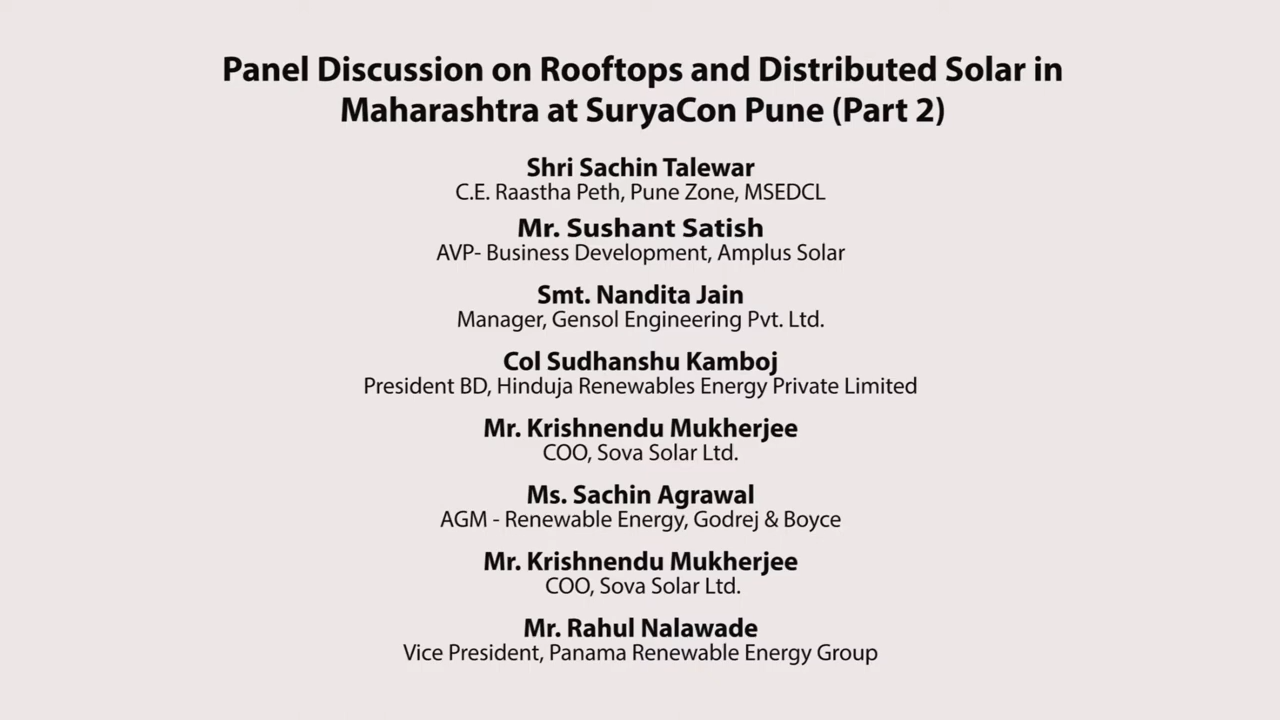 Panel Discussion on Rooftops and Distributed Solar in
Maharashtra at SuryaCon Pune (Part 2)
Shri Sachin Talewar
C.E. Raastha Peth, Pune Zone, MSEDCL
Mr. Sushant Satish
AVP- Business Development, Amplus Solar
Smt. Nandita Jain
Manager, Gensol Engineering Pvt. Ltd.
Col Sudhanshu Kamboj
President BD, Hinduja Renewables Energy Private Limited
Mr. Krishnendu Mukherjee
COO, Sova Solar Ltd.
Ms. Sachin Agrawal
AGM - Renewable Energy, Godrej & Boyce
Mr. Krishnendu Mukherjee
COO, Sova Solar Ltd.
Mr. Rahul Nalawade
Vice President, Panama Renewable Energy Group